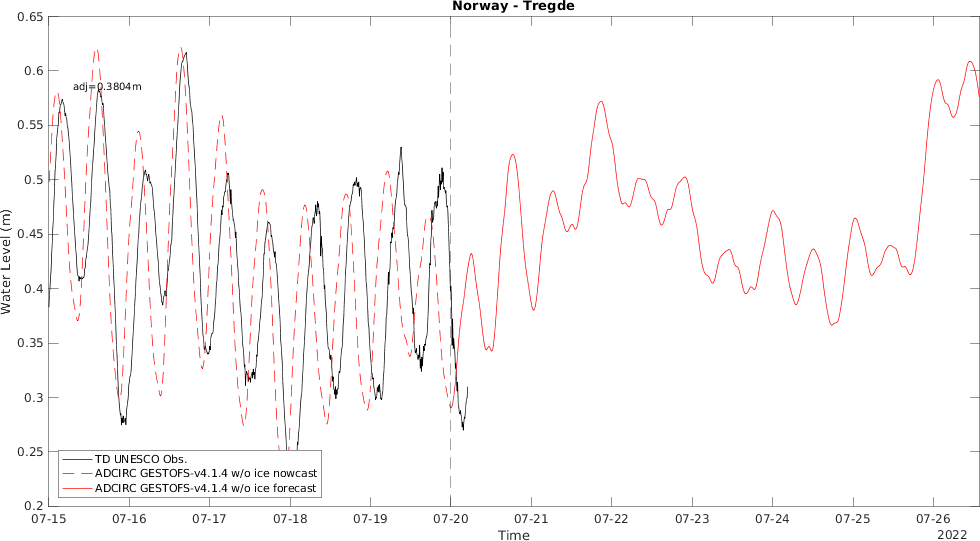 Norway - Tregde
0.65
0.6
0.55
0.5
0.45
0.4
0.35
0.3
0.25
0.2
Water Level (m)
adj=0.3804m
TD UNESCO Obs.
ADCIRC GESTOFS-v4.1.4 w/o ice nowcast
ADCIRC GESTOFS-v4.1.4 w/o ice forecast
07-15 07-16 07-17 07-18 07-19 07-20 07-21 07-22 07-23 07-24 07-25 07-26
Time
2022